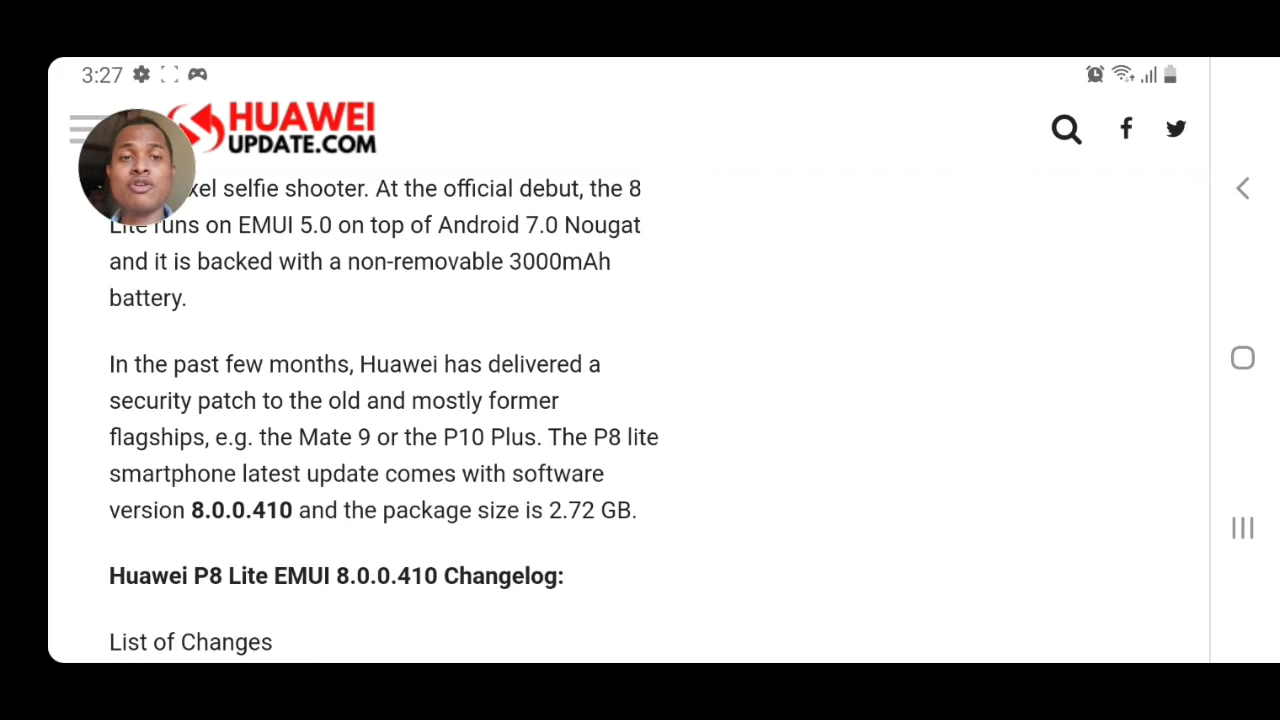 3:27
HUAWEI
UPDATE.COM
selfie shooter. At the official debut, the 8
Lite runs on EMUI 5.0 on top of Android 7.0 Nougat
and it is backed with a non-removable 3000mAh
battery.
In the past few months, Huawei has delivered a
security patch to the old and mostly former
flagships, e.g. the Mate 9 or the P10 Plus. The P8 lite
smartphone latest update comes with software
version 8.0.0.410 and the package size is 2.72 GB.
Huawei P8 Lite EMUI 8.0.0.410 Changelog:
List of Changes